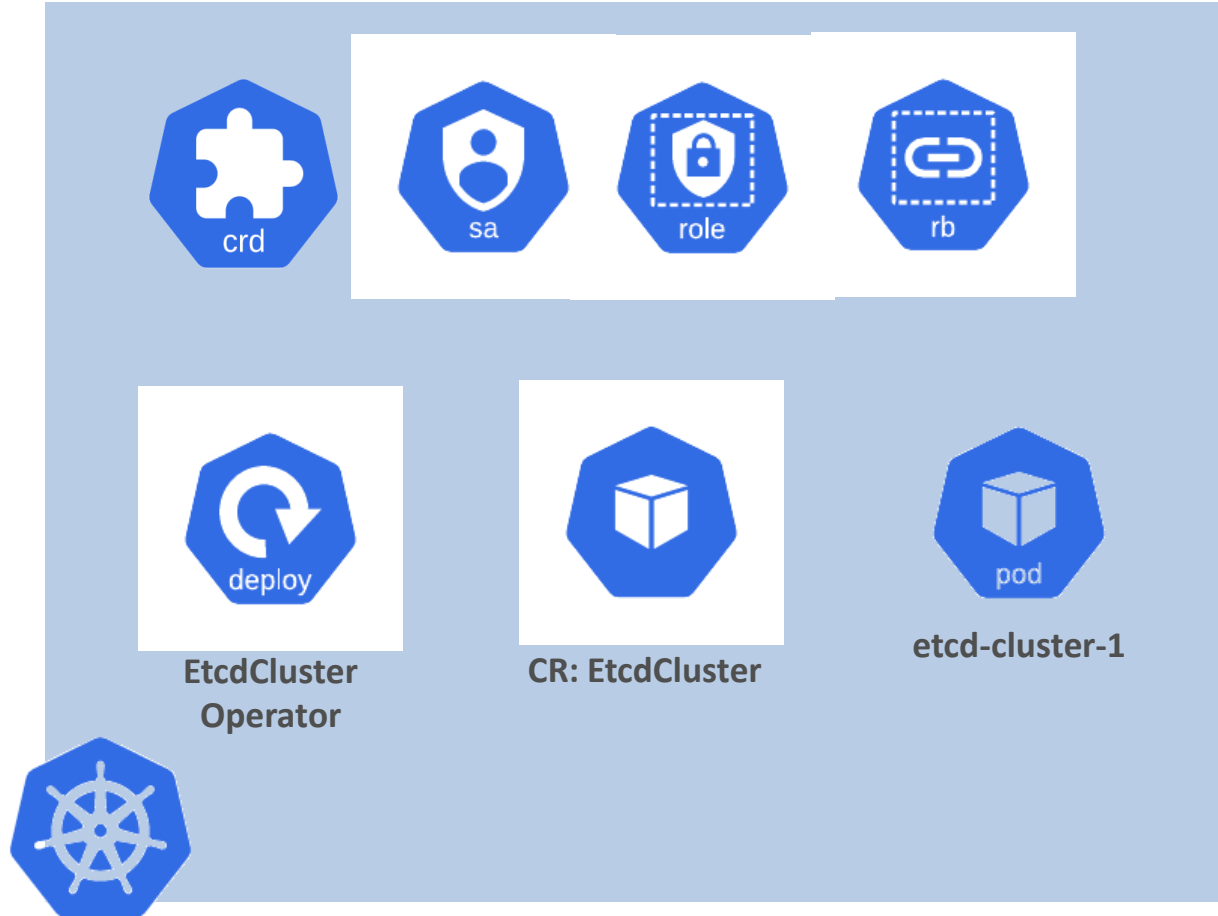 crd
sa
role
rb
deploy
EtcdCluster
Operator
CR: EtcdCluster
pod
etcd-cluster-1